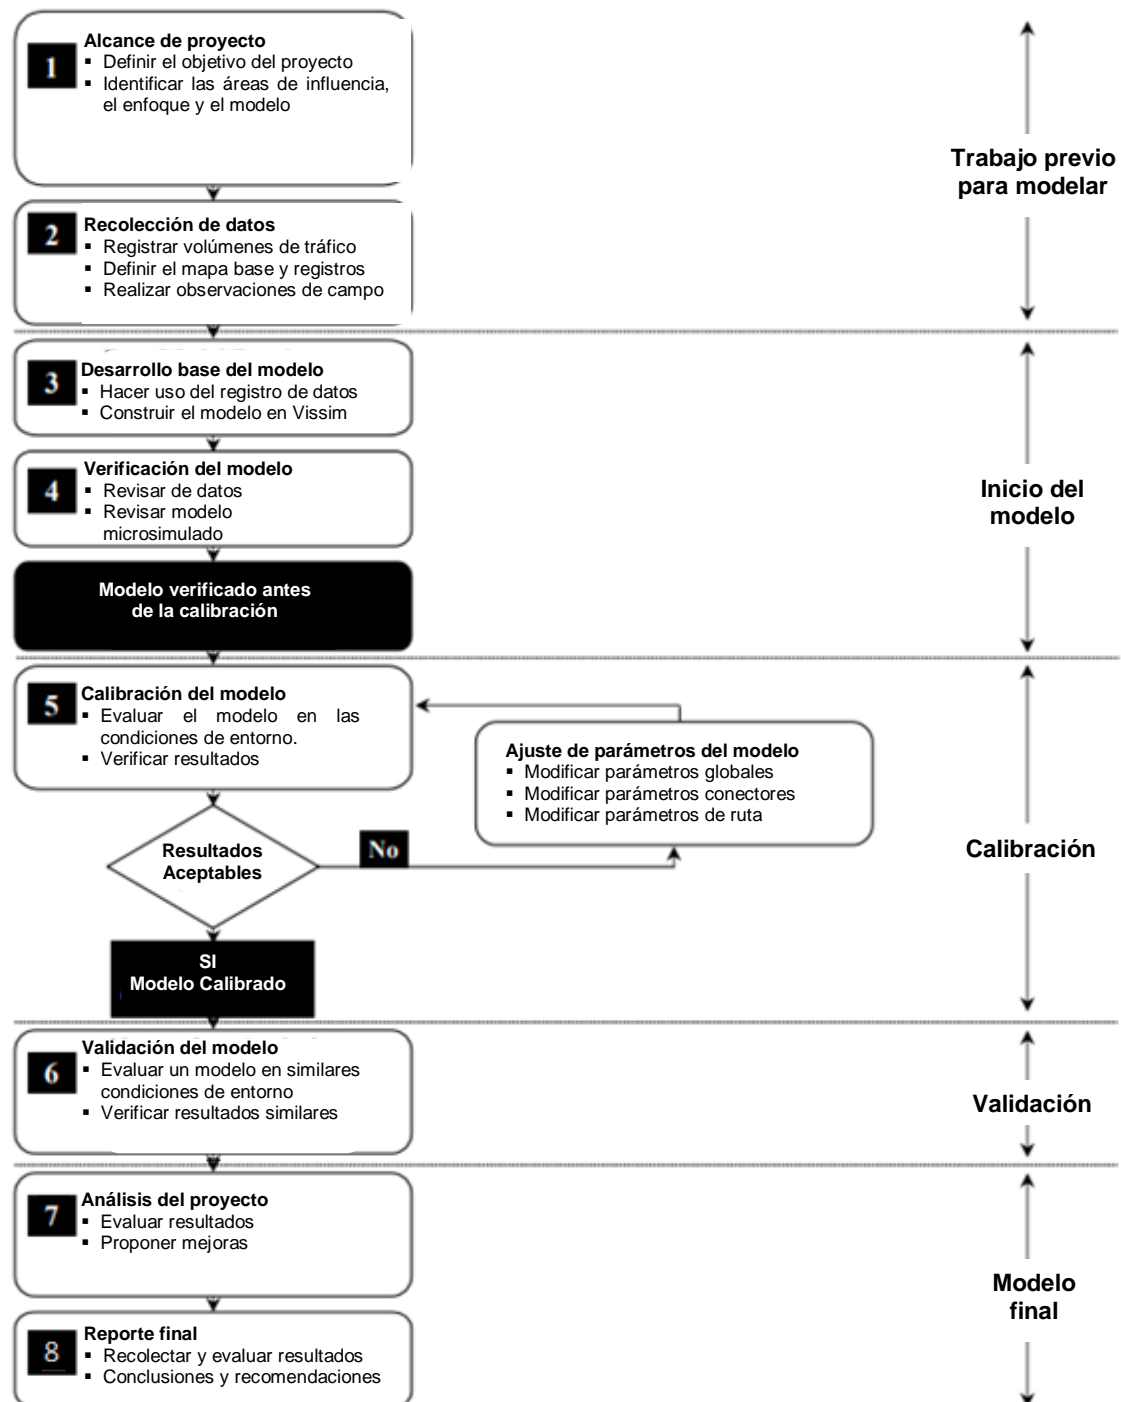 1
Alcance de proyecto
▪ Definir el objetivo del proyecto
▪ Identificar las áreas de influencia,
el enfoque y el modelo
Trabajo previo
para modelar
2
Recolección de datos
▪ Registrar volúmenes de tráfico
▪ Definir el mapa base y registros
▪ Realizar observaciones de campo
3
Desarrollo base del modelo
▪ Hacer uso del registro de datos
▪ Construir el modelo en Vissim
4
Verificación del modelo
▪ Revisar de datos
▪ Revisar modelo
microsimulado
Inicio del
modelo
Modelo verificado antes
de la calibración
5
Calibración del modelo
▪ Evaluar el modelo en las
condiciones de entorno.
▪ Verificar resultados
Ajuste de parámetros del modelo
▪ Modificar parámetros globales
▪ Modificar parámetros conectores
▪ Modificar parámetros de ruta
Resultados
Aceptables
No
Calibración
SI
Modelo Calibrado
6
Validación del modelo
▪ Evaluar un modelo en similares
condiciones de entorno
▪ Verificar resultados similares
Validación
7
Análisis del proyecto
▪ Evaluar resultados
▪ Proponer mejoras
Modelo
final
8
Reporte final
▪ Recolectar y evaluar resultados
▪ Conclusiones y recomendaciones